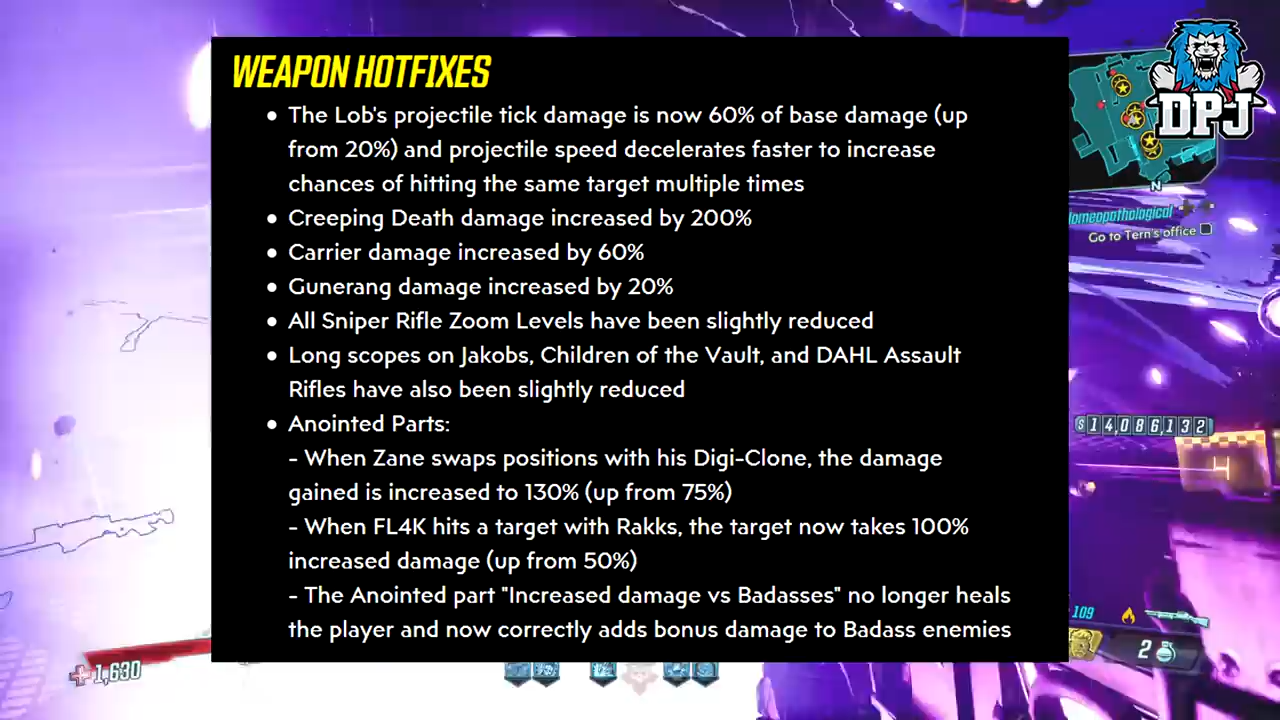 WEAPON HOTFIXES
• The Lob's projectile tick damage is now 60% of base damage (up
from 20%) and projectile speed decelerates faster to increase
chances of hitting the same target multiple times
• Creeping Death damage increased by 200%
• Carrier damage increased by 60%
• Gunerang damage increased by 20%
• All Sniper Rifle Zoom Levels have been slightly reduced
• Long scopes on Jakobs, Children of the Vault, and DAHL Assault
Rifles have also been slightly reduced
• Anointed Parts:
- When Zane swaps positions with his Digi-Clone, the damage
gained is increased to 130% (up from 75%)
- When FL4K hits a target with Rakks, the target now takes 100%
increased damage (up from 50%)
- The Anointed part "Increased damage vs Badasses" no longer heals
the player and now correctly adds bonus damage to Badass enemies
DPJ
N
Homeopathological
Go to Tern's office
$14,086,132
109
2
1,630